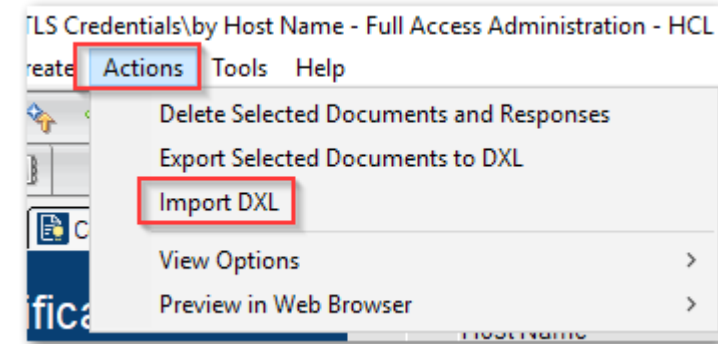 TLS Credentials\by Host Name - Full Access Administration - HCL
reate Actions Tools Help
Delete Selected Documents and Responses
Export Selected Documents to DXL
Import DXL
C
View Options >
Preview in Web Browser >
ifica
Host Name